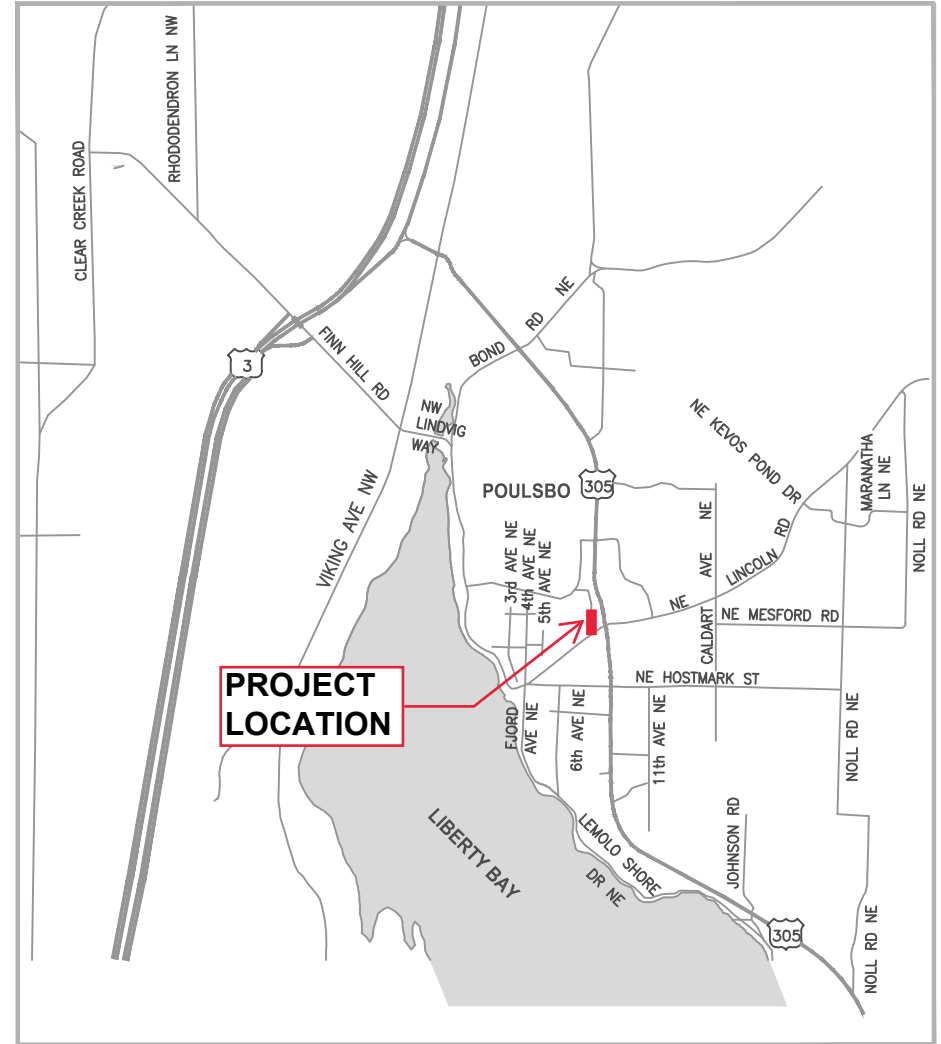 RHODODENDRON LN NW
CLEAR CREEK ROAD
3
FINN HILL RD
BOND RD NE
NW
LINDVIG
WAY
VIKING AVE NW
POULSBO
305
NE KEVOS POND DR
MARANATHA
LN NE
NOLL RD NE
3rd AVE NE
4th AVE NE
5th AVE NE
CALDART AVE NE
NE LINCOLN RD
NE MESFORD RD
PROJECT
LOCATION
NE HOSTMARK ST
FJORD
AVE NE
6th AVE NE
11th AVE NE
NOLL RD NE
LIBERTY BAY
LEMOLO SHORE
DR NE
JOHNSON RD
305
NOLL RD NE